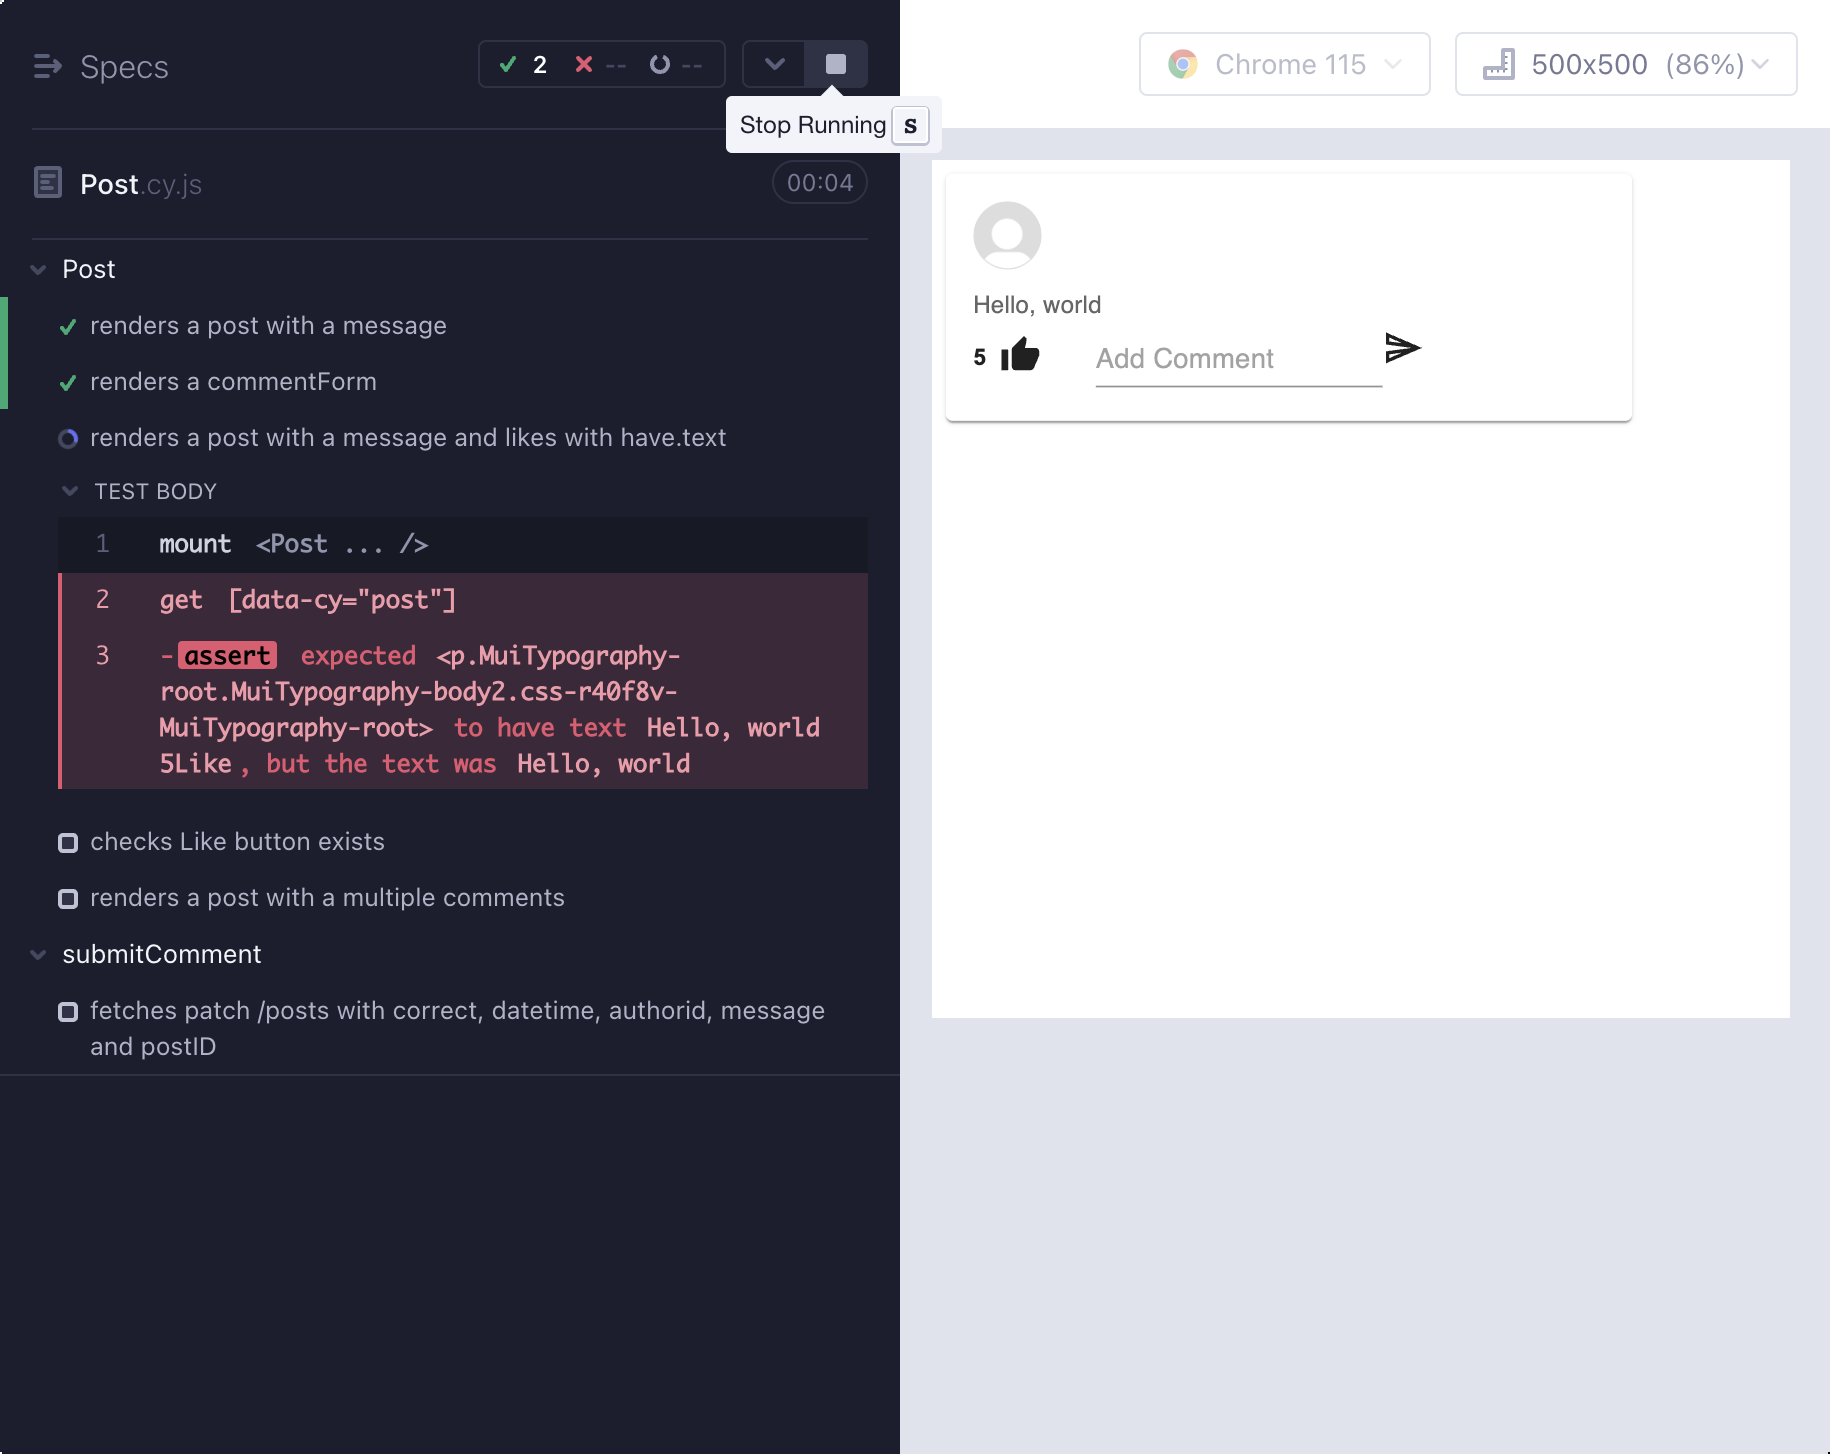 Specs
2 -- --
Stop Running S
Chrome 115
500x500 (86%)
Post.cy.js
00:04
Post
renders a post with a message
renders a commentForm
renders a post with a message and likes with have.text
TEST BODY
1 mount <Post ... />
2 get [data-cy="post"]
3 -assert expected <p.MuiTypography-
root.MuiTypography-body2.css-r40f8v-
MuiTypography-root> to have text Hello, world
5Like, but the text was Hello, world
checks Like button exists
renders a post with a multiple comments
submitComment
fetches patch /posts with correct, datetime, authorid, message
and postID
Hello, world
5 Add Comment